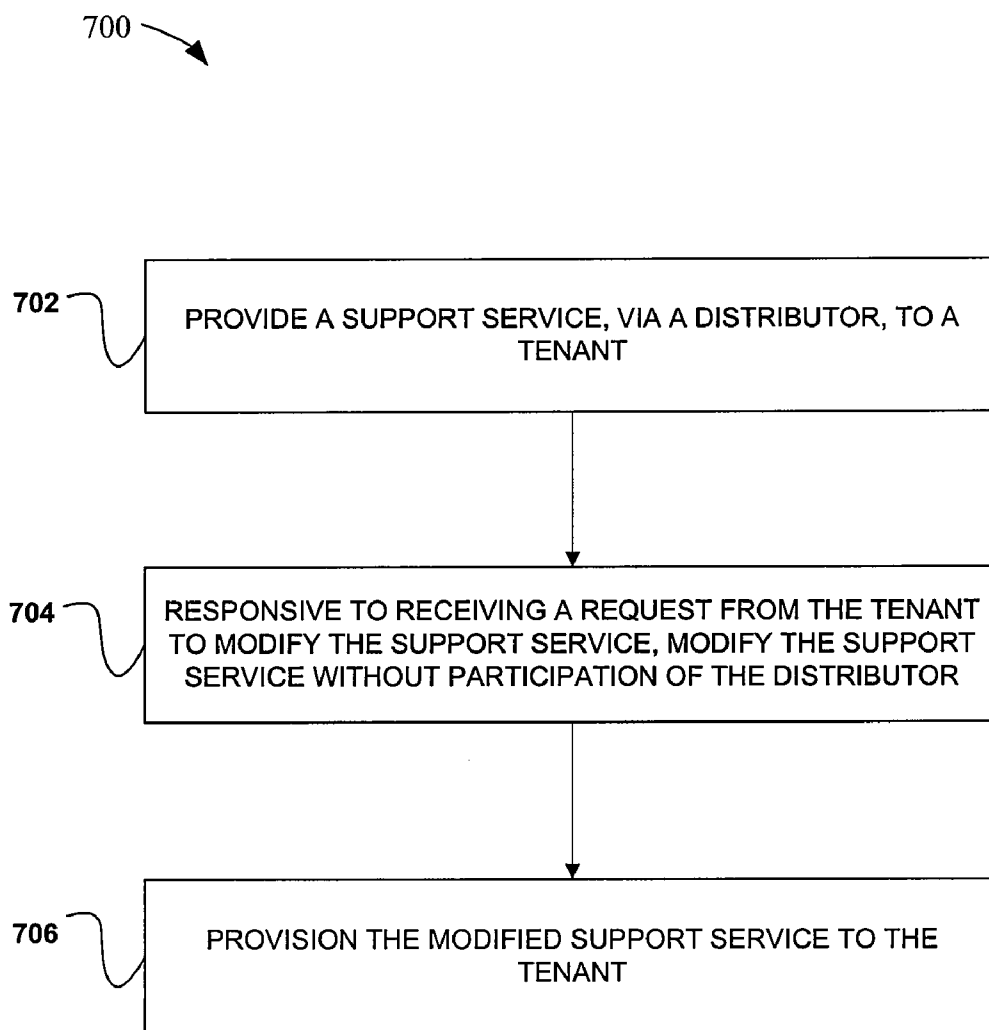 700
702
PROVIDE A SUPPORT SERVICE, VIA A DISTRIBUTOR, TO A
TENANT
704
RESPONSIVE TO RECEIVING A REQUEST FROM THE TENANT
TO MODIFY THE SUPPORT SERVICE, MODIFY THE SUPPORT
SERVICE WITHOUT PARTICIPATION OF THE DISTRIBUTOR
706
PROVISION THE MODIFIED SUPPORT SERVICE TO THE
TENANT